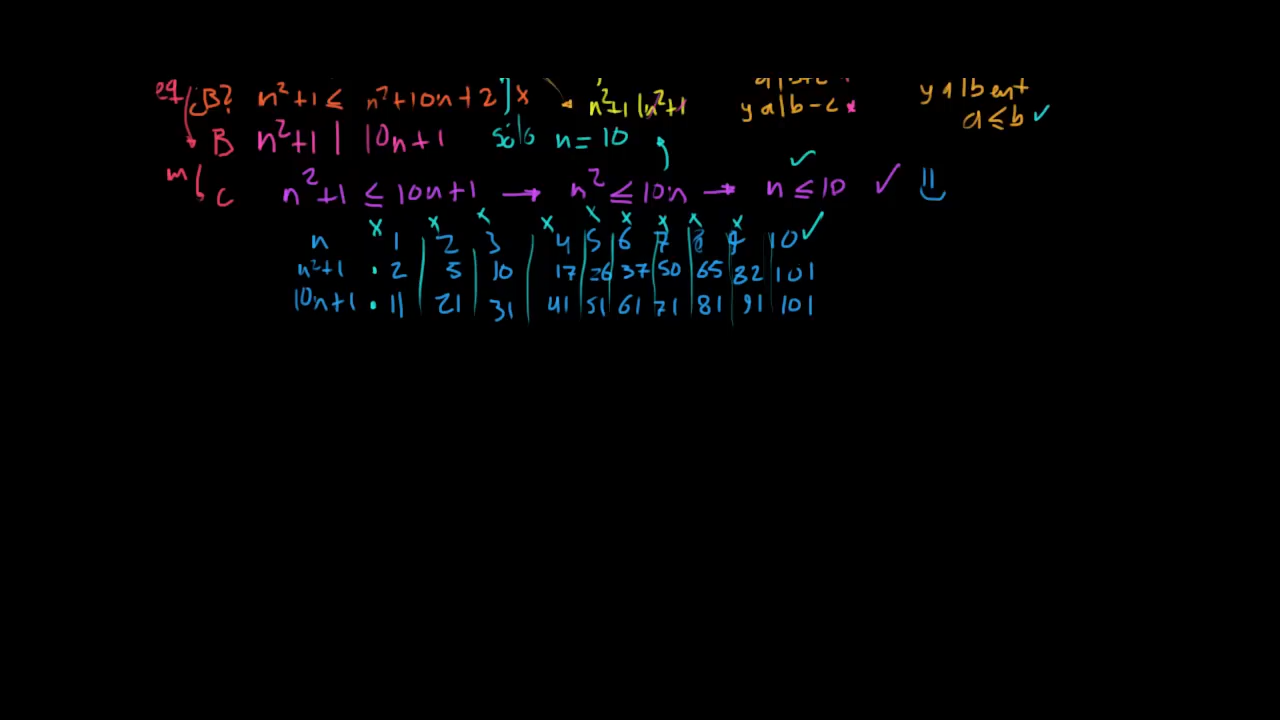 eq B? n²+1 ≤ n²+10n+2] x n²+1 | n²+1 y a|b-c x y a|b ent a ≤ b ✓
B n²+1 | 10n+1 sólo n = 10
m C n²+1 ≤ 10n+1 → n² ≤ 10n → n ≤ 10 ✓ ✓
x x x x x x x x x ✓
n 1 2 3 4 5 6 7 8 9 10
n²+1 · 2 5 10 17 26 37 50 65 82 101
10n+1 · 11 21 31 41 51 61 71 81 91 101